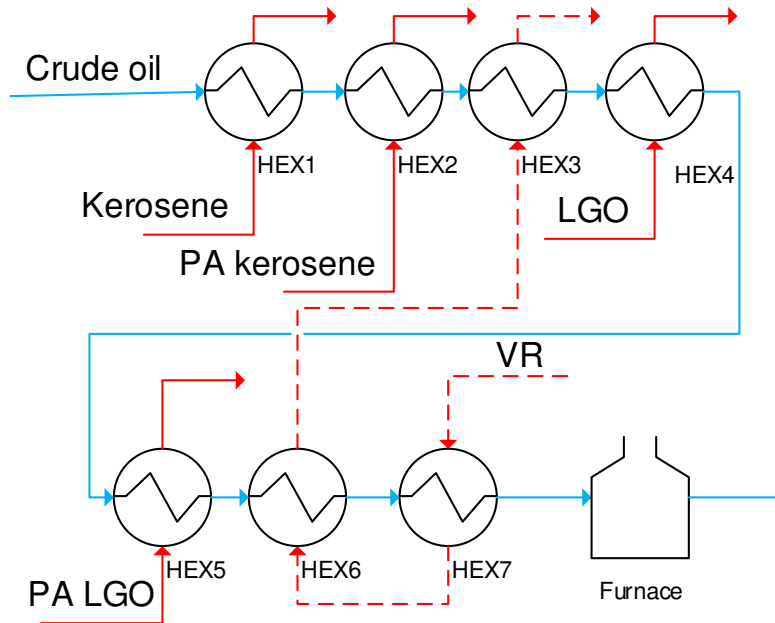 Crude oil
HEX1
HEX2
HEX3
HEX4
Kerosene
LGO
PA kerosene
VR
HEX5
HEX6
HEX7
PA LGO
Furnace